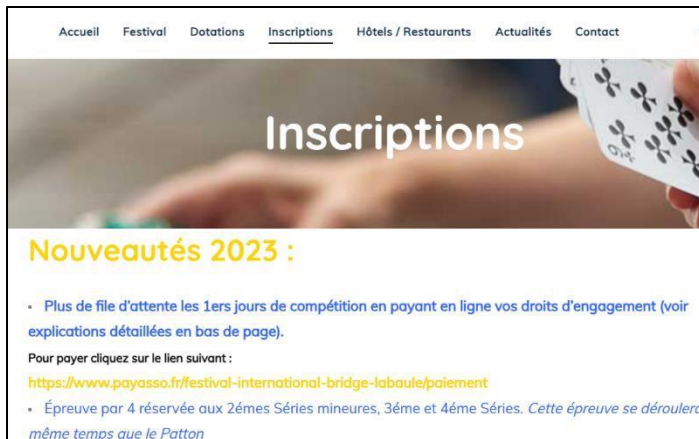 Accueil Festival Dotations Inscriptions Hôtels / Restaurants Actualités Contact
Inscriptions
Nouveautés 2023 :
• Plus de file d'attente les 1ers jours de compétition en payant en ligne vos droits d'engagement (voir
explications détaillées en bas de page).
Pour payer cliquez sur le lien suivant :
https://www.payasso.fr/festival-international-bridge-labaule/paiement
• Épreuve par 4 réservée aux 2émes Séries mineures, 3éme et 4éme Séries. Cette épreuve se déroulera
même temps que le Patton